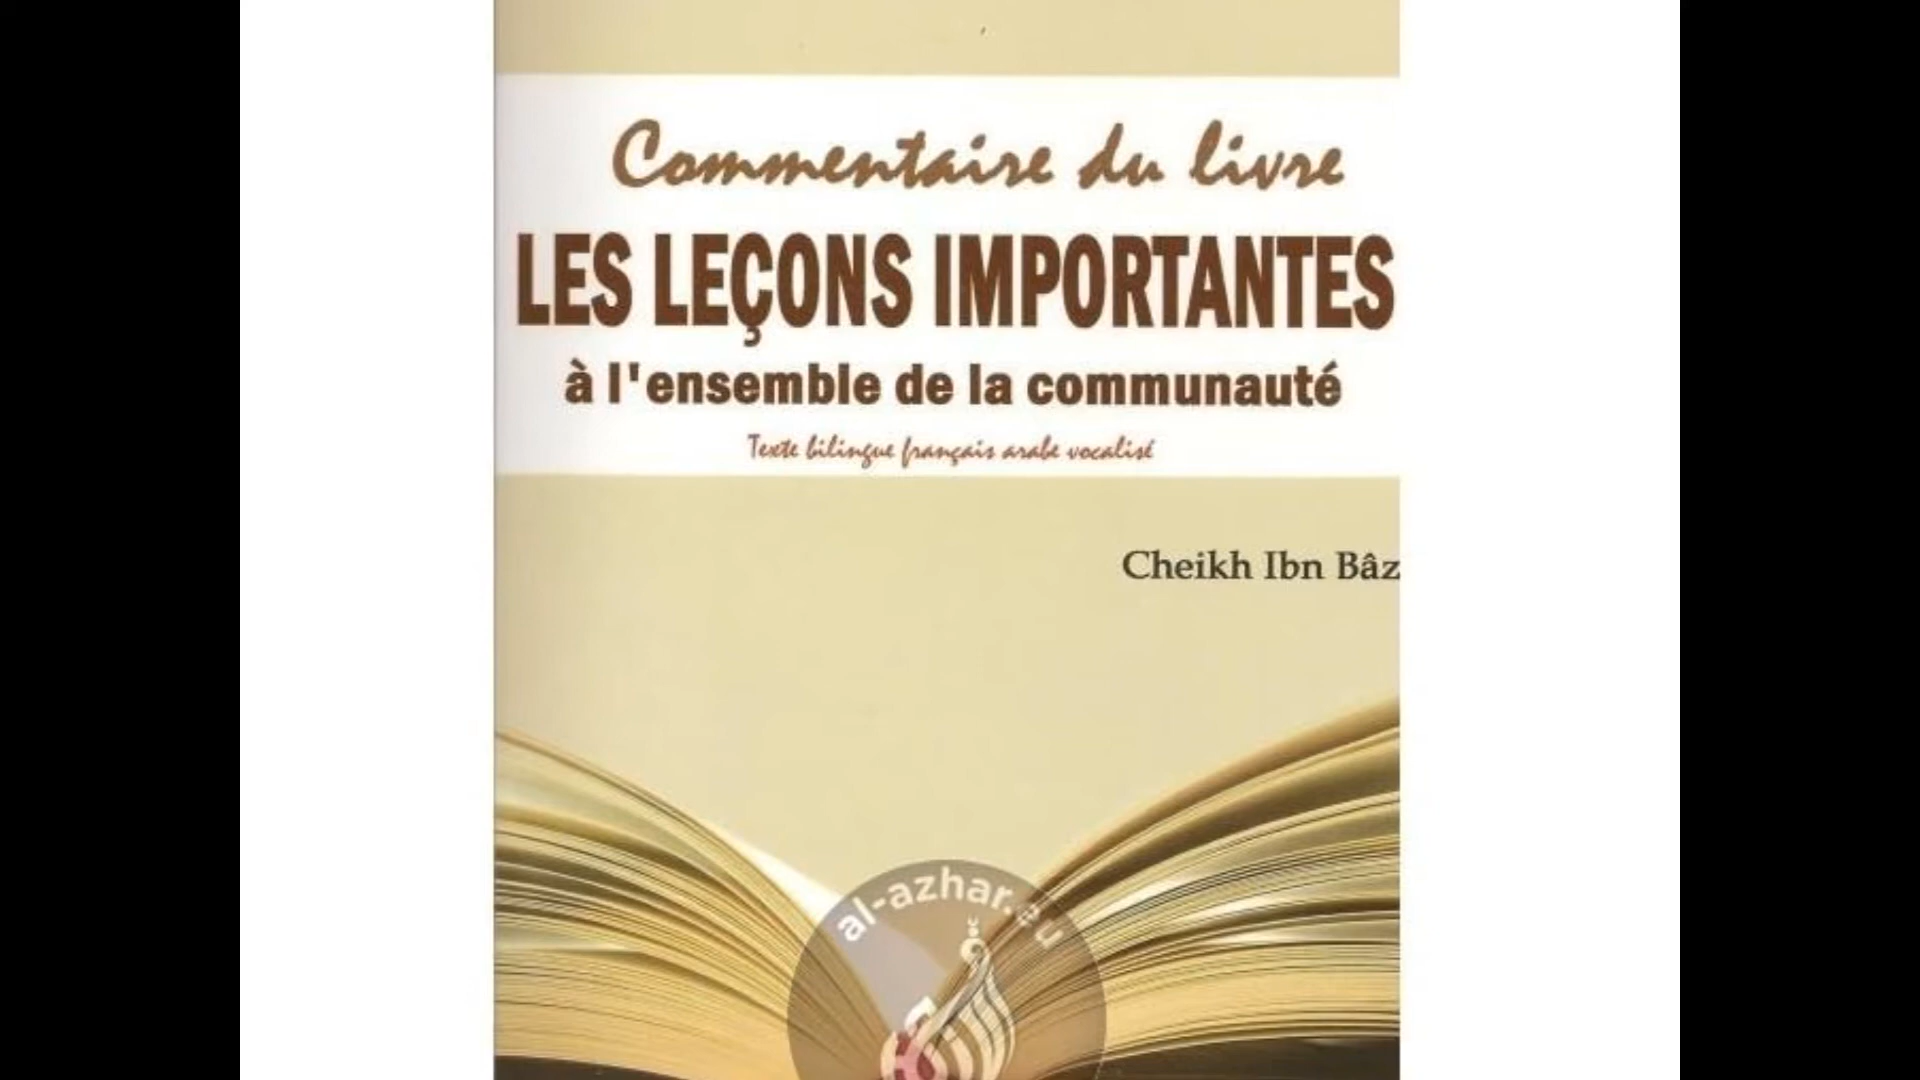 Commentaire du livre
LES LEÇONS IMPORTANTES
à l'ensemble de la communauté
Texte bilingue français arabe vocalisé
Cheikh Ibn Bâz
al-azhar.eu